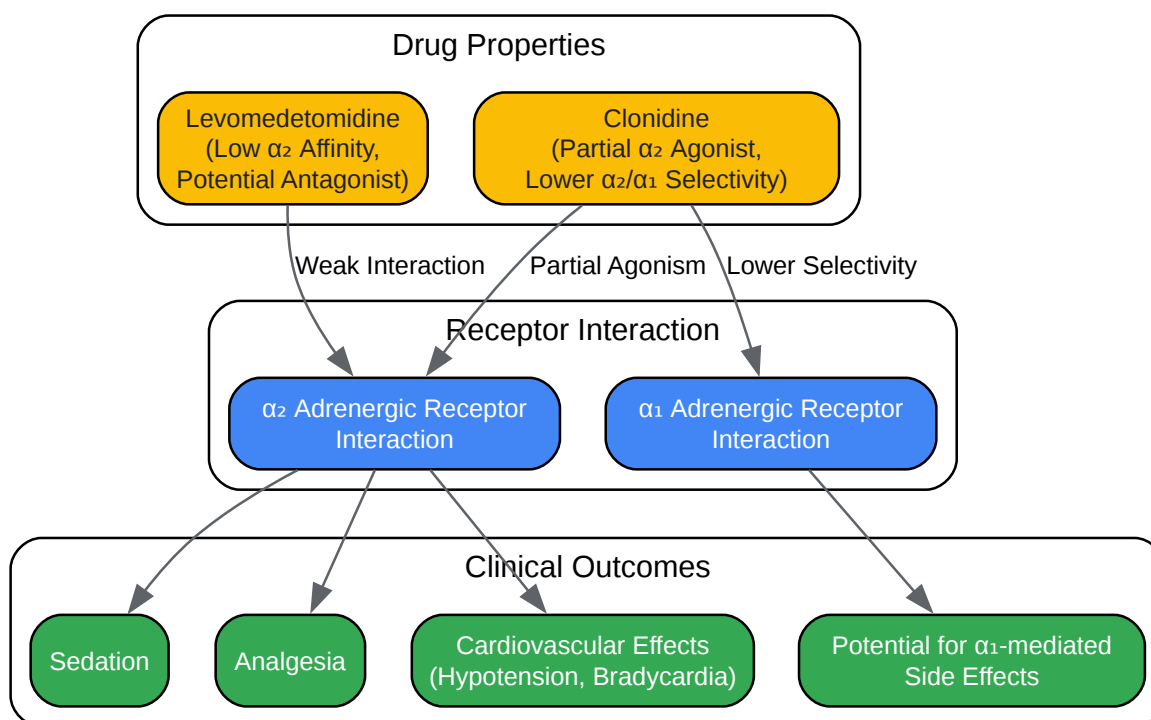 Drug Properties
Levomedetomidine
(Low α₂ Affinity,
Potential Antagonist)
Clonidine
(Partial α₂ Agonist,
Lower α₂/α₁ Selectivity)
Weak Interaction
Partial Agonism
Lower Selectivity
Receptor Interaction
α₂ Adrenergic Receptor
Interaction
α₁ Adrenergic Receptor
Interaction
Clinical Outcomes
Sedation
Analgesia
Cardiovascular Effects
(Hypotension, Bradycardia)
Potential for α₁-mediated
Side Effects